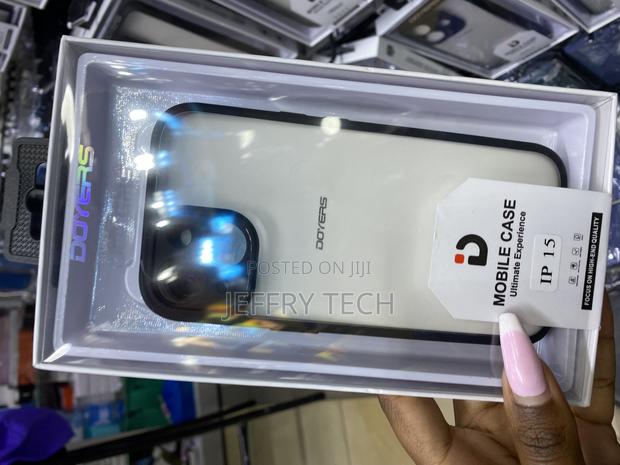 DOYERS
DOYERS
MOBILE CASE
Ultimate Experience
IP 15
FOCUS ON HIGH-END QUALITY
POSTED ON JIJI
JEFFRY TECH